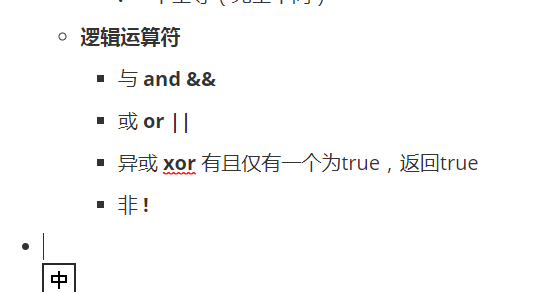 逻辑运算符
与 and &&
或 or ||
异或 xor 有且仅有一个为true，返回true
非 !
中